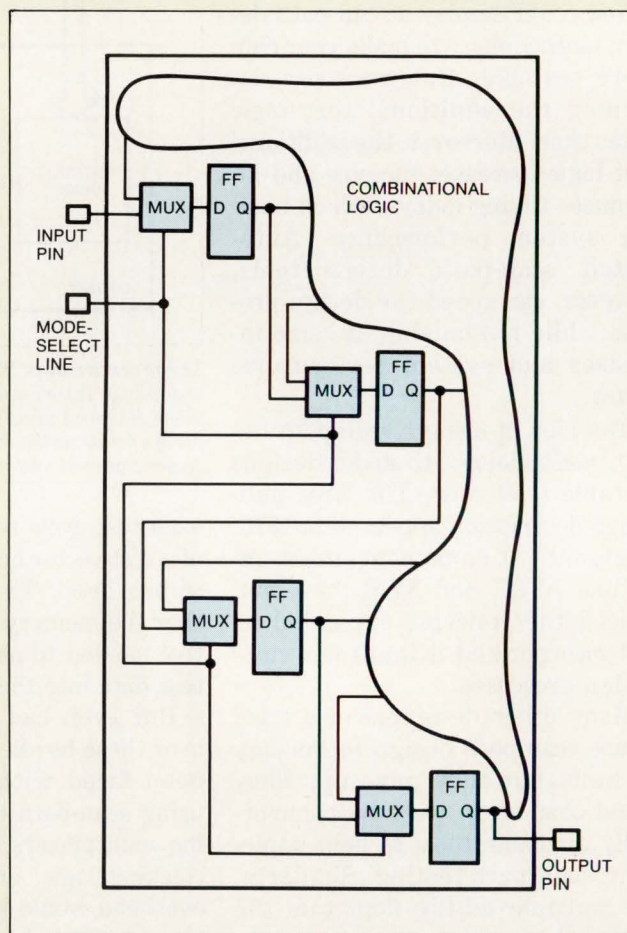 FF
COMBINATIONAL
LOGIC
MUX
D Q
INPUT
PIN
MODE-
SELECT
LINE
FF
MUX
D Q
FF
MUX
D Q
FF
MUX
D Q
OUTPUT
PIN